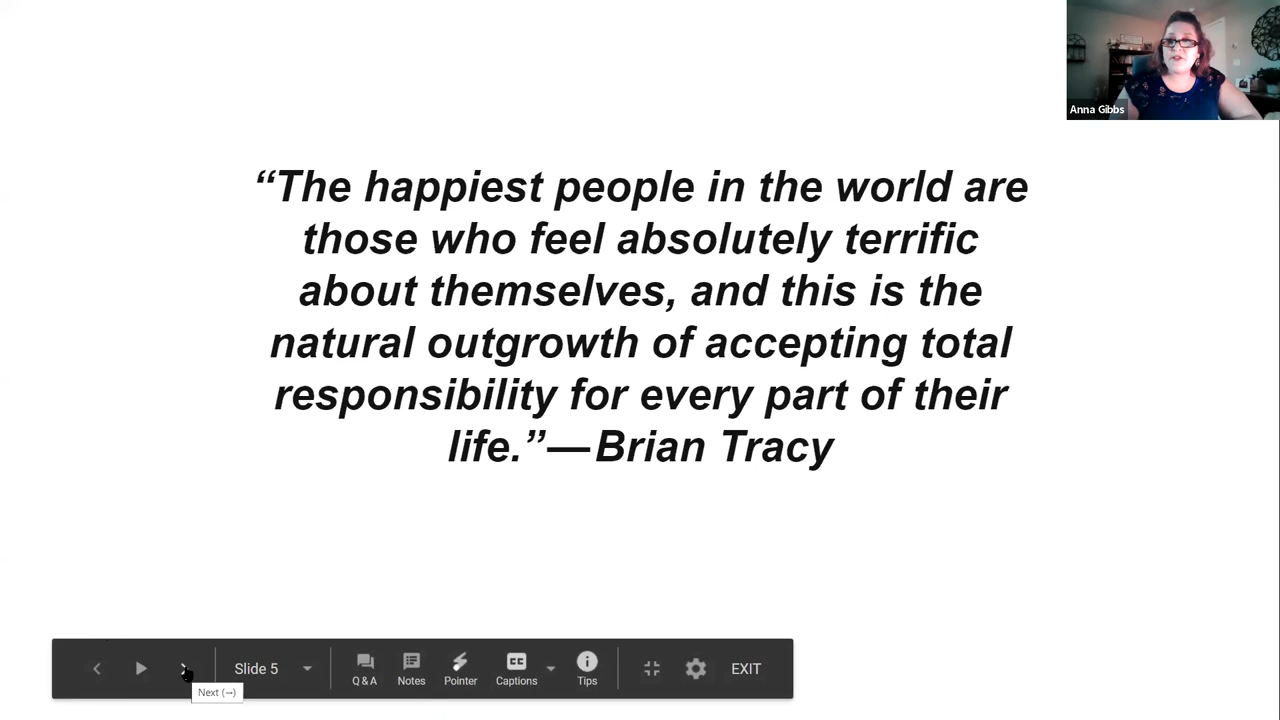 Anna Gibbs
“The happiest people in the world are
those who feel absolutely terrific
about themselves, and this is the
natural outgrowth of accepting total
responsibility for every part of their
life.”—Brian Tracy
Slide 5
Q&A
Notes
Pointer
CC
Captions
Tips
EXIT
Next (→)